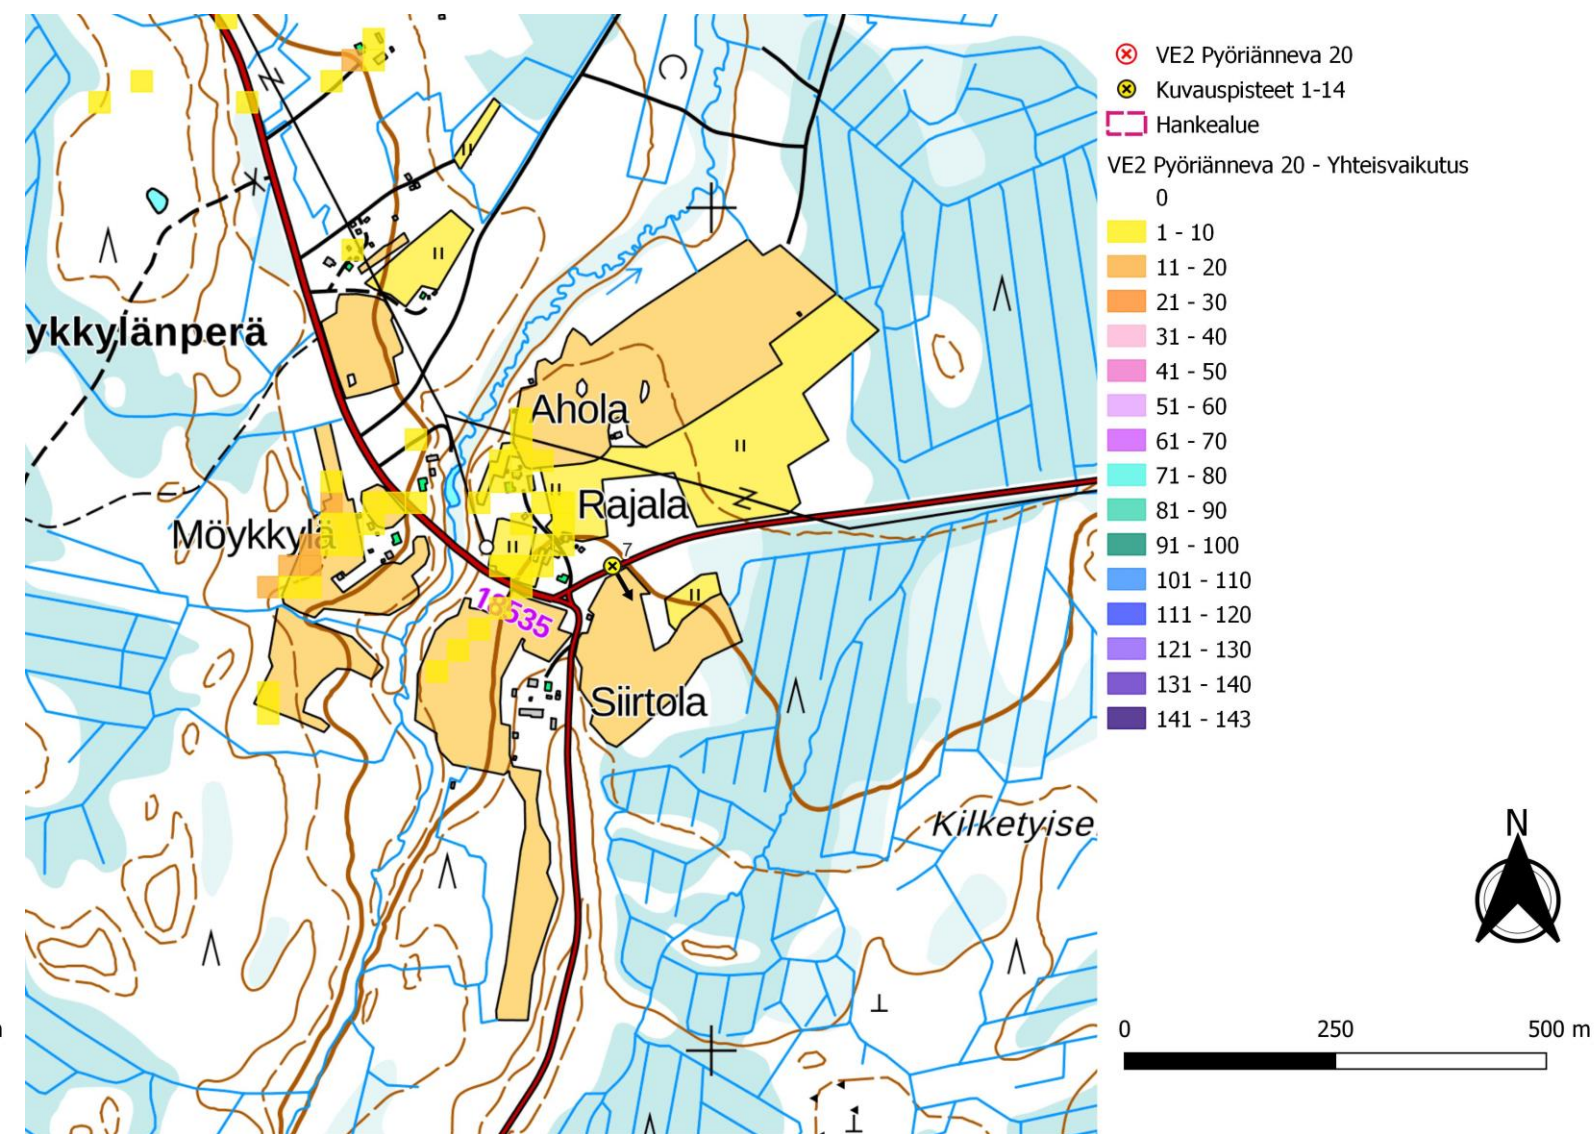 ykkylänperä
Ahola
Rajala
Möykkylä
7
18535
Siirtola
Kilketyise
VE2 Pyöriänneva 20
Kuvauspisteet 1-14
Hankealue
VE2 Pyöriänneva 20 - Yhteisvaikutus
0
1 - 10
11 - 20
21 - 30
31 - 40
41 - 50
51 - 60
61 - 70
71 - 80
81 - 90
91 - 100
101 - 110
111 - 120
121 - 130
131 - 140
141 - 143
N
0 250 500 m